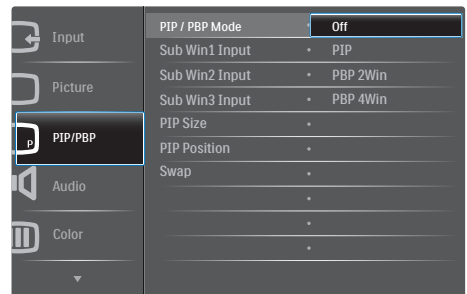 Input
Picture
P
PIP/PBP
Audio
Color
PIP / PBP Mode • Off
Sub Win1 Input • PIP
Sub Win2 Input • PBP 2Win
Sub Win3 Input • PBP 4Win
PIP Size •
PIP Position •
Swap •
•
•
•